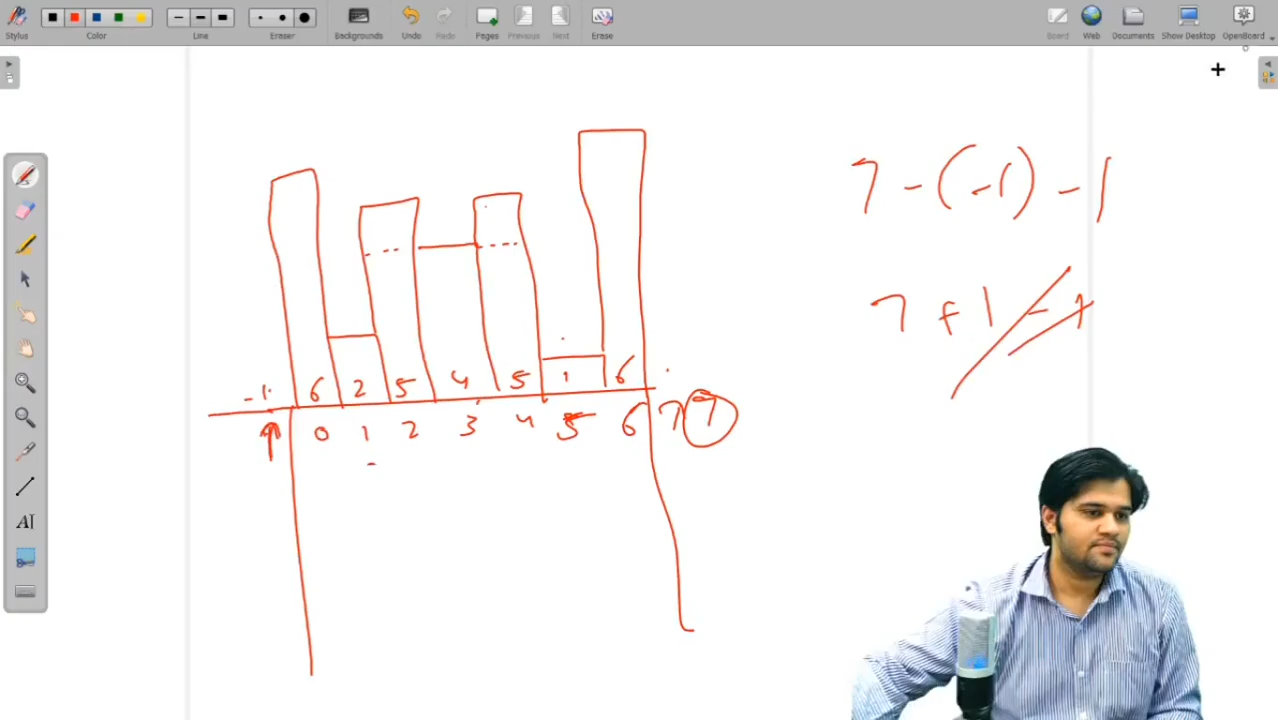 Stylus Color Line Eraser Backgrounds Undo Redo Pages Previous Next Erase Board Web Documents Show Desktop OpenBoard
7 - (-1) - 1
7 + 1 - 1
-1 6 2 5 4 5 1 6
0 1 2 3 4 5 6 7 7
AI